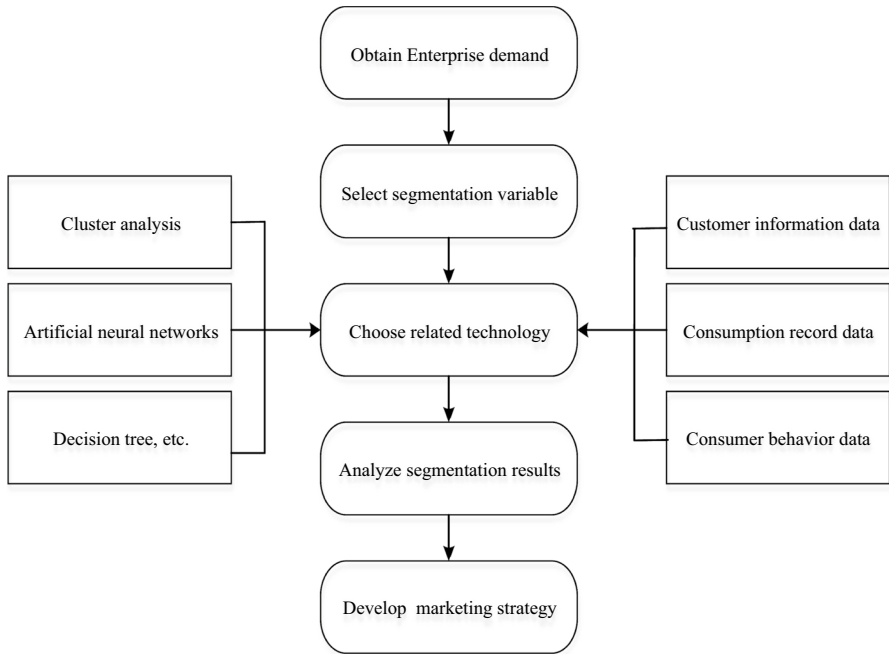 Obtain Enterprise demand
Select segmentation variable
Cluster analysis
Customer information data
Artificial neural networks
Choose related technology
Consumption record data
Decision tree, etc.
Consumer behavior data
Analyze segmentation results
Develop marketing strategy